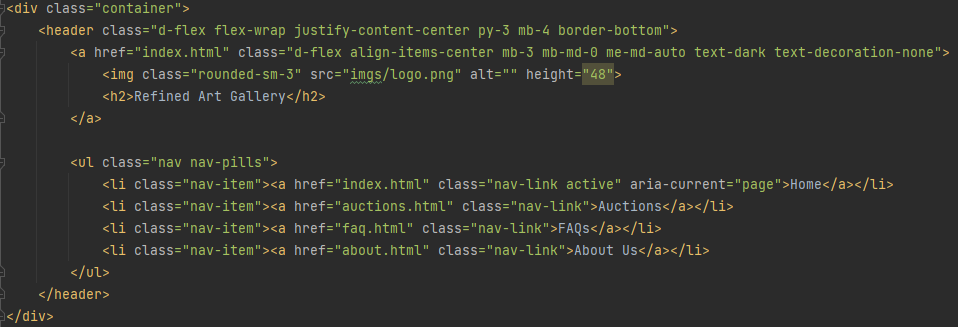 <div class="container">
    <header class="d-flex flex-wrap justify-content-center py-3 mb-4 border-bottom">
        <a href="index.html" class="d-flex align-items-center mb-3 mb-md-0 me-md-auto text-dark text-decoration-none">
            <img class="rounded-sm-3" src="imgs/logo.png" alt="" height="48">
            <h2>Refined Art Gallery</h2>
        </a>

        <ul class="nav nav-pills">
            <li class="nav-item"><a href="index.html" class="nav-link active" aria-current="page">Home</a></li>
            <li class="nav-item"><a href="auctions.html" class="nav-link">Auctions</a></li>
            <li class="nav-item"><a href="faq.html" class="nav-link">FAQs</a></li>
            <li class="nav-item"><a href="about.html" class="nav-link">About Us</a></li>
        </ul>
    </header>
</div>